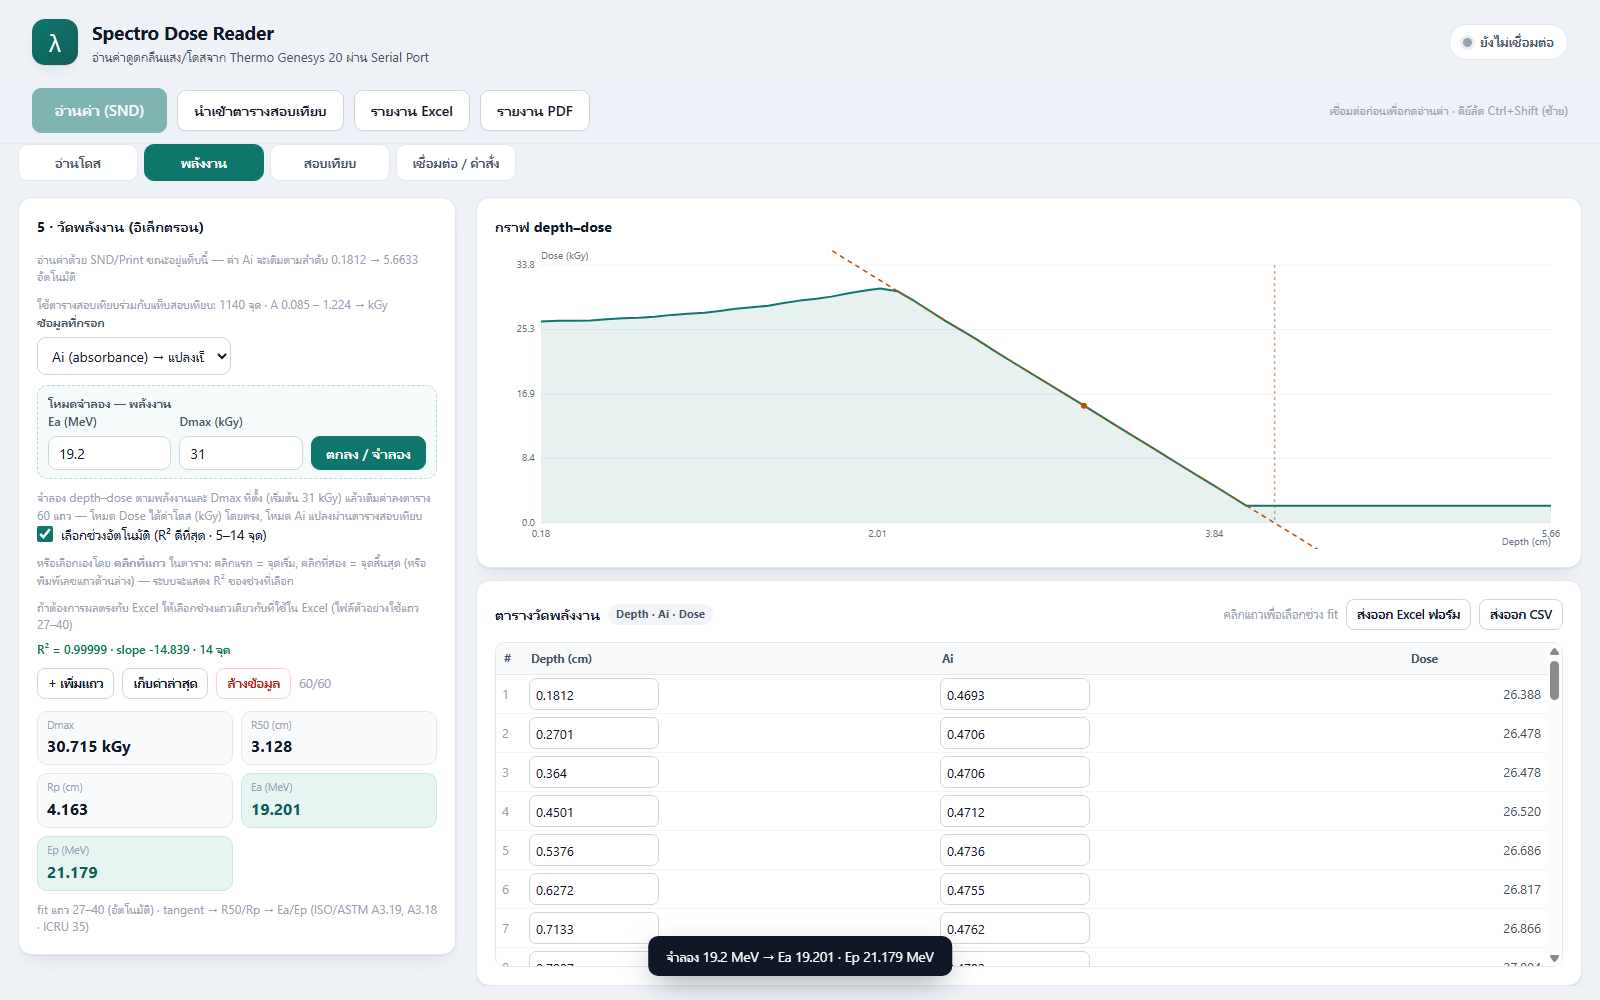 λ
Spectro Dose Reader
อ่านค่าดูดกลืนแสง/โดสจาก Thermo Genesys 20 ผ่าน Serial Port
ยังไม่เชื่อมต่อ
อ่านค่า (SND)
นำเข้าตารางสอบเทียบ
รายงาน Excel
รายงาน PDF
เชื่อมต่อก่อนเพื่อกดอ่านค่า · คีย์ลัด Ctrl+Shift (ซ้าย)
อ่านโดส
พลังงาน
สอบเทียบ
เชื่อมต่อ / คำสั่ง
5 · วัดพลังงาน (อิเล็กตรอน)
อ่านค่าด้วย SND/Print ขณะอยู่แท็บนี้ — ค่า Ai จะเติมตามลำดับ 0.1812 → 5.6633
อัตโนมัติ
ใช้ตารางสอบเทียบร่วมกับแท็บสอบเทียบ: 1140 จุด · A 0.085 – 1.224 → kGy
ข้อมูลที่กรอก
Ai (absorbance) → แปลงเป็
โหมดจำลอง — พลังงาน
Ea (MeV)
Dmax (kGy)
19.2
31
ตกลง / จำลอง
จำลอง depth–dose ตามพลังงานและ Dmax ที่ตั้ง (เริ่มต้น 31 kGy) แล้วเติมค่าลงตาราง
60 แถว — โหมด Dose ได้ค่าโดส (kGy) โดยตรง, โหมด Ai แปลงผ่านตารางสอบเทียบ
เลือกช่วงอัตโนมัติ (R² ดีที่สุด · 5–14 จุด)
หรือเลือกเองโดย คลิกที่แถว ในตาราง: คลิกแรก = จุดเริ่ม, คลิกที่สอง = จุดสิ้นสุด (หรือ
พิมพ์เลขแถวด้านล่าง) — ระบบจะแสดง R² ของช่วงที่เลือก
ถ้าต้องการผลตรงกับ Excel ให้เลือกช่วงแถวเดียวกับที่ใช้ใน Excel (ไฟล์ตัวอย่างใช้แถว
27–40)
R² = 0.99999 · slope -14.839 · 14 จุด
+ เพิ่มแถว
เก็บค่าล่าสุด
ล้างข้อมูล
60/60
Dmax
30.715 kGy
R50 (cm)
3.128
Rp (cm)
4.163
Ea (MeV)
19.201
Ep (MeV)
21.179
fit แถว 27–40 (อัตโนมัติ) · tangent → R50/Rp → Ea/Ep (ISO/ASTM A3.19, A3.18
· ICRU 35)
กราฟ depth–dose
Dose (kGy)
33.8
25.3
16.9
8.4
0.0
0.18
2.01
3.84
5.66
Depth (cm)
ตารางวัดพลังงาน
Depth · Ai · Dose
คลิกแถวเพื่อเลือกช่วง fit
ส่งออก Excel ฟอร์ม
ส่งออก CSV
# Depth (cm) Ai Dose
1 0.1812 0.4693 26.388
2 0.2701 0.4706 26.478
3 0.364 0.4706 26.478
4 0.4501 0.4712 26.520
5 0.5376 0.4736 26.686
6 0.6272 0.4755 26.817
7 0.7133 0.4762 26.866
จำลอง 19.2 MeV → Ea 19.201 · Ep 21.179 MeV